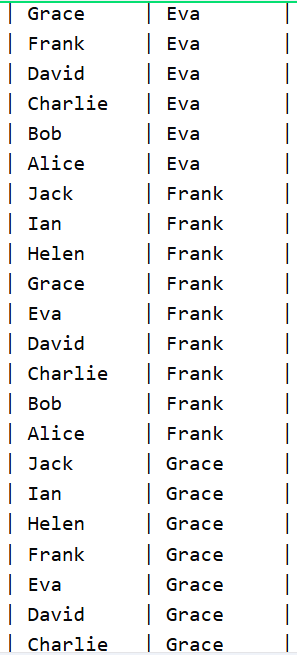 | Grace | Eva |
| Frank | Eva |
| David | Eva |
| Charlie | Eva |
| Bob | Eva |
| Alice | Eva |
| Jack | Frank |
| Ian | Frank |
| Helen | Frank |
| Grace | Frank |
| Eva | Frank |
| David | Frank |
| Charlie | Frank |
| Bob | Frank |
| Alice | Frank |
| Jack | Grace |
| Ian | Grace |
| Helen | Grace |
| Frank | Grace |
| Eva | Grace |
| David | Grace |
| Charlie | Grace |